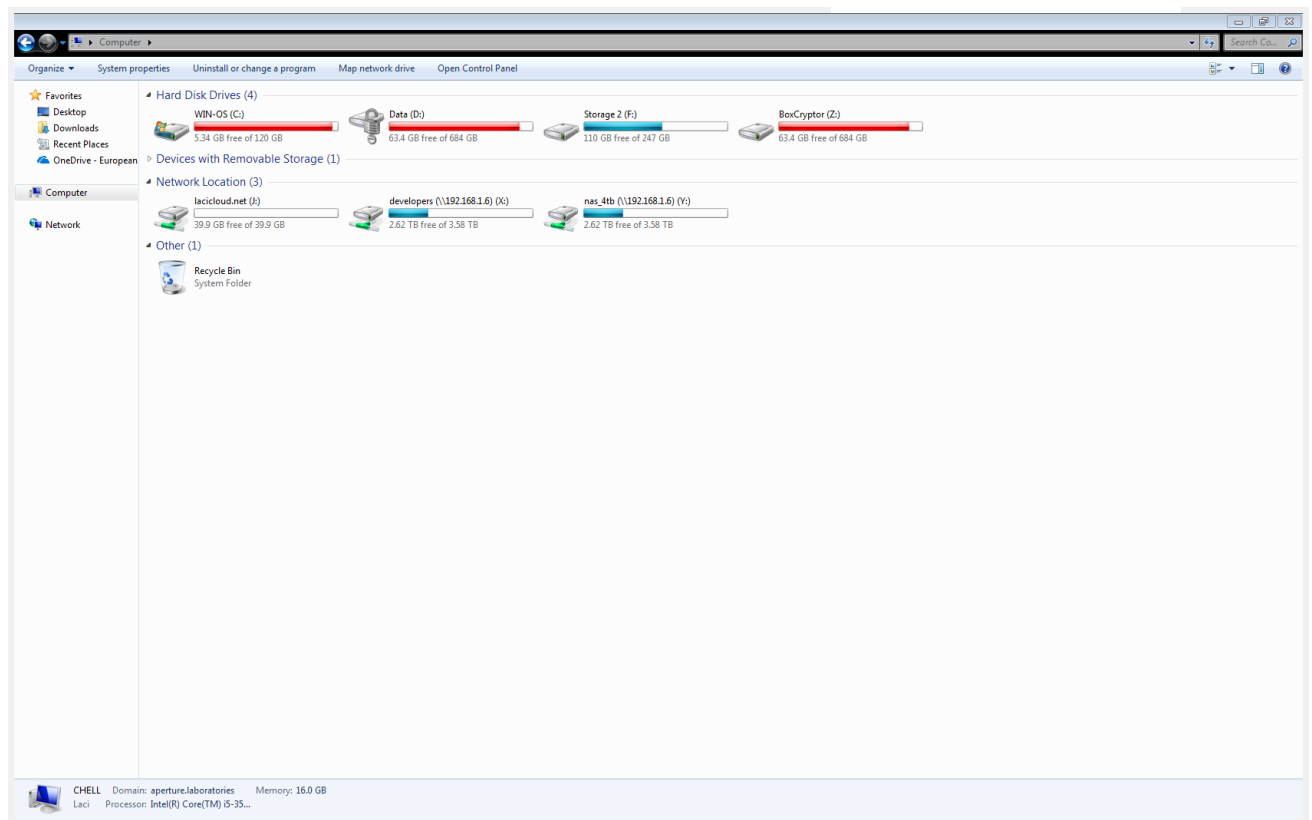 Computer
Search Co...
Organize System properties Uninstall or change a program Map network drive Open Control Panel
Favorites
Desktop
Downloads
Recent Places
OneDrive - European
Computer
Network
Hard Disk Drives (4)
WIN-OS (C:)
5.34 GB free of 120 GB
Data (D:)
63.4 GB free of 684 GB
Storage 2 (F:)
110 GB free of 247 GB
BoxCryptor (Z:)
63.4 GB free of 684 GB
Devices with Removable Storage (1)
Network Location (3)
lacicloud.net (J:)
39.9 GB free of 39.9 GB
developers (\\192.168.1.6) (X:)
2.62 TB free of 3.58 TB
nas_4tb (\\192.168.1.6) (Y:)
2.62 TB free of 3.58 TB
Other (1)
Recycle Bin
System Folder
CHELL Domain: aperture.laboratories Memory: 16.0 GB
Laci Processor: Intel(R) Core(TM) i5-35...